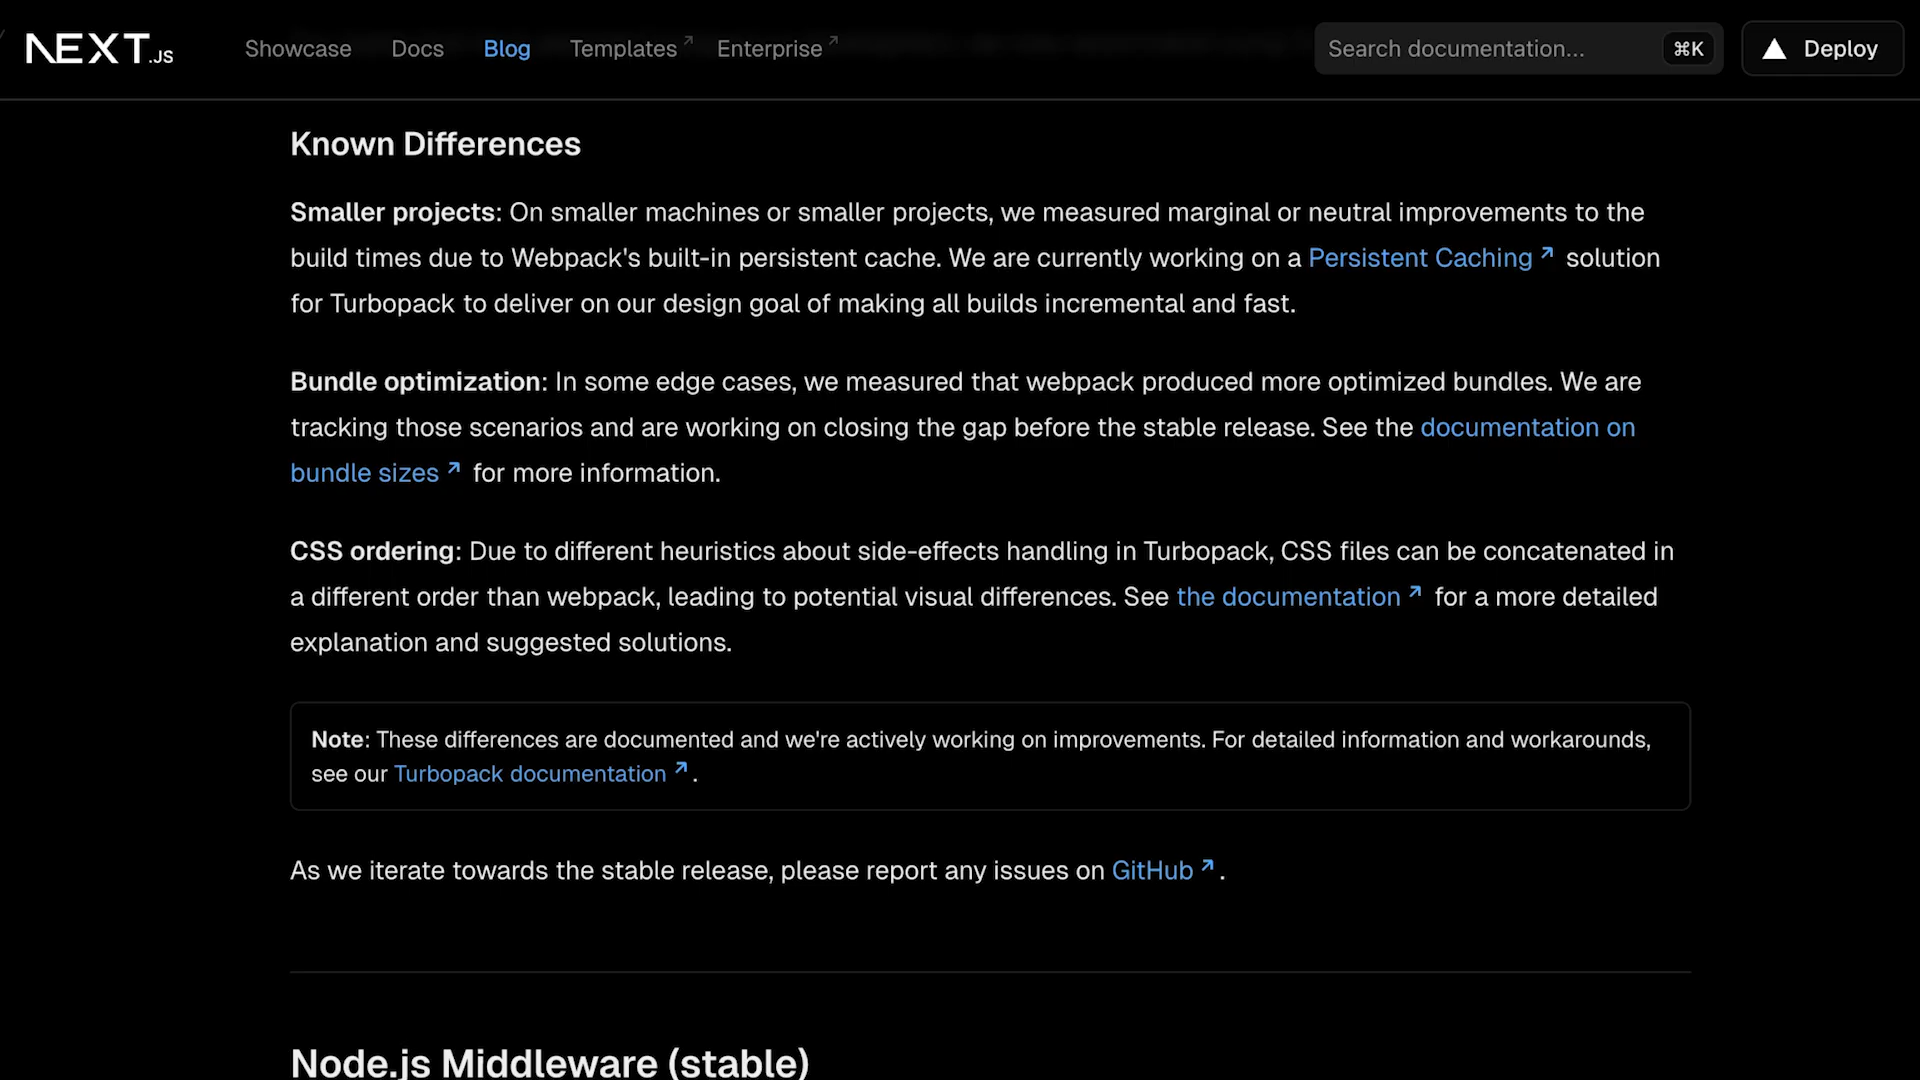 NEXT.JS
Showcase
Docs
Blog
Templates ↗
Enterprise ↗
Search documentation...
⌘K
Deploy
Known Differences
Smaller projects: On smaller machines or smaller projects, we measured marginal or neutral improvements to the
build times due to Webpack's built-in persistent cache. We are currently working on a Persistent Caching ↗ solution
for Turbopack to deliver on our design goal of making all builds incremental and fast.
Bundle optimization: In some edge cases, we measured that webpack produced more optimized bundles. We are
tracking those scenarios and are working on closing the gap before the stable release. See the documentation on
bundle sizes ↗ for more information.
CSS ordering: Due to different heuristics about side-effects handling in Turbopack, CSS files can be concatenated in
a different order than webpack, leading to potential visual differences. See the documentation ↗ for a more detailed
explanation and suggested solutions.
Note: These differences are documented and we're actively working on improvements. For detailed information and workarounds,
see our Turbopack documentation ↗.
As we iterate towards the stable release, please report any issues on GitHub ↗.
Node.js Middleware (stable)